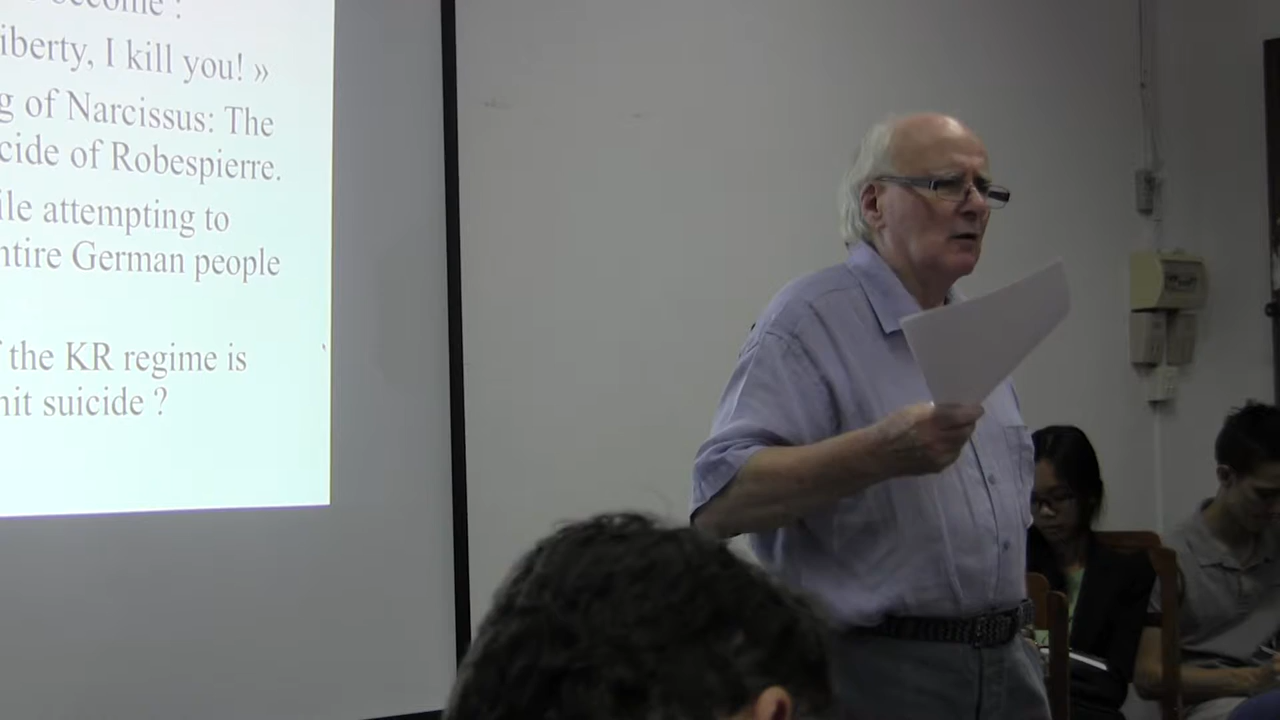 become :
iberty, I kill you! »
g of Narcissus: The
cide of Robespierre.
ile attempting to
ntire German people
the KR regime is
nit suicide ?